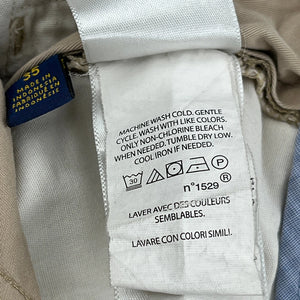 35
MADE IN
INDONESIA
FABRIQUÉ EN
INDONÉSIE
MACHINE WASH COLD. GENTLE
CYCLE. WASH WITH LIKE COLORS.
ONLY NON-CHLORINE BLEACH
WHEN NEEDED. TUMBLE DRY LOW.
COOL IRON IF NEEDED.
30
P
n°1529 ®
LAVER AVEC DES COULEURS
SEMBLABLES.
LAVARE CON COLORI SIMILI.